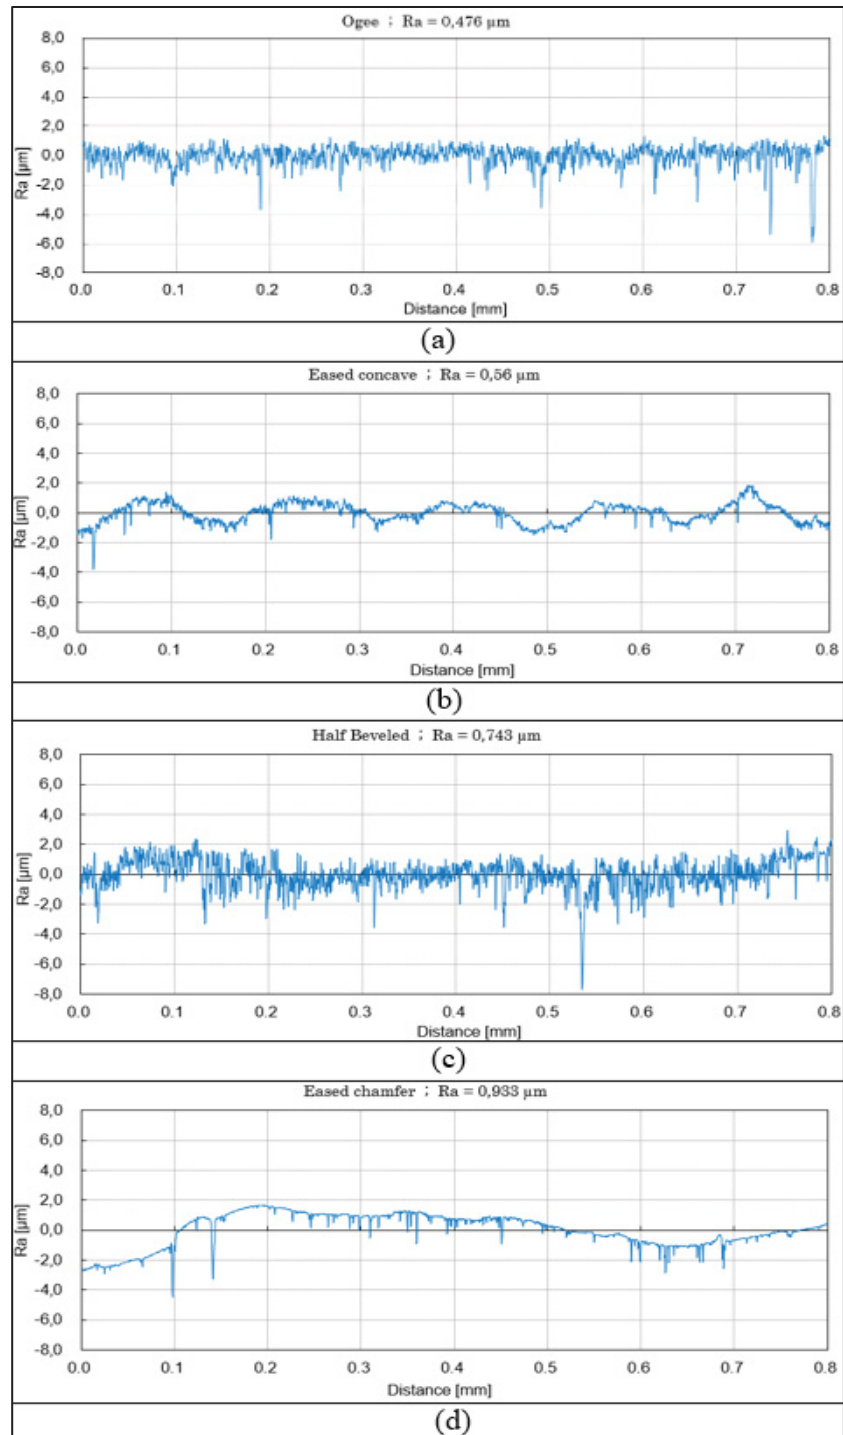 Ogee ; Ra = 0,476 µm
8,0
6,0
4,0
2,0
0.0
-2,0
-4,0
-6,0
-8,0
Ra [µm]
0.0 0.1 0.2 0.3 0.4 0.5 0.6 0.7 0.8
Distance [mm]
(a)
Eased concave ; Ra = 0,56 µm
8,0
6,0
4,0
2,0
0.0
-2,0
-4,0
-6,0
-8,0
Ra [µm]
0.0 0.1 0.2 0.3 0.4 0.5 0.6 0.7 0.8
Distance [mm]
(b)
Half Beveled ; Ra = 0,743 µm
8,0
6,0
4,0
2,0
0.0
-2,0
-4,0
-6,0
-8,0
Ra [µm]
0.0 0.1 0.2 0.3 0.4 0.5 0.6 0.7 0.8
Distance [mm]
(c)
Eased chamfer ; Ra = 0,933 µm
8,0
6,0
4,0
2,0
0.0
-2,0
-4,0
-6,0
-8,0
Ra [µm]
0.0 0.1 0.2 0.3 0.4 0.5 0.6 0.7 0.8
Distance [mm]
(d)